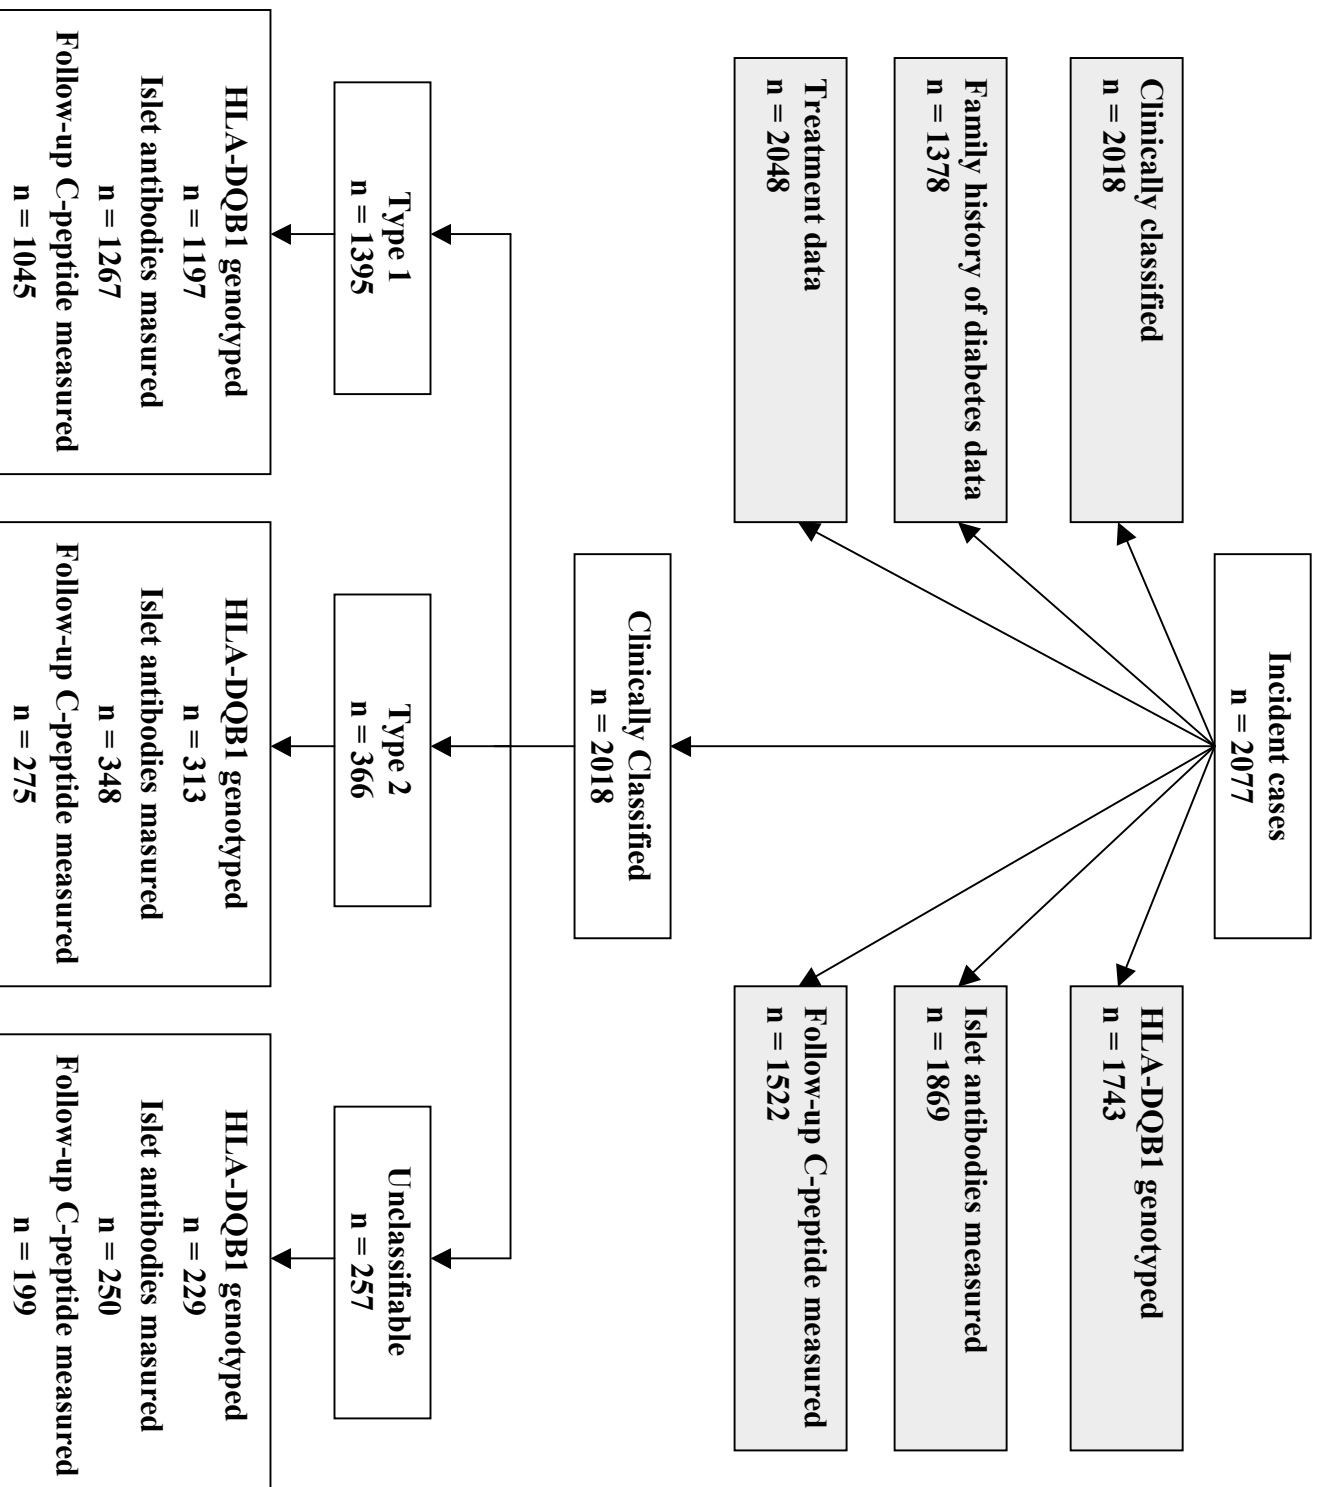 Incident cases
n = 2077
Clinically classified
n = 2018
Family history of diabetes data
n = 1378
Treatment data
n = 2048
HLA-DQB1 genotyped
n = 1743
Islet antibodies measured
n = 1869
Follow-up C-peptide measured
n = 1522
Clinically Classified
n = 2018
Type 1
n = 1395
Type 2
n = 366
Unclassifiable
n = 257
HLA-DQB1 genotyped
n = 1197
Islet antibodies masured
n = 1267
Follow-up C-peptide measured
n = 1045
HLA-DQB1 genotyped
n = 313
Islet antibodies masured
n = 348
Follow-up C-peptide measured
n = 275
HLA-DQB1 genotyped
n = 229
Islet antibodies masured
n = 250
Follow-up C-peptide measured
n = 199